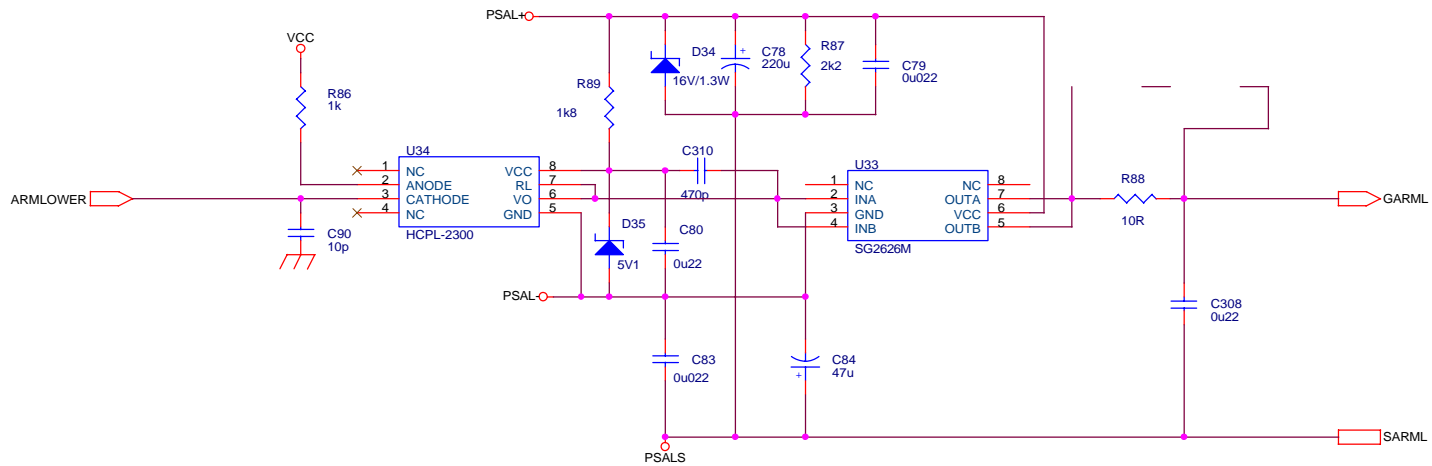 PSAL+
VCC
D34
C78
R87
+
C79
220u
2k2
0u022
16V/1.3W
R89
1k8
R86
1k
U34
C310
U33
1 NC VCC 8
2 ANODE RL 7
3 CATHODE VO 6
4 NC GND 5
HCPL-2300
470p
1 NC NC 8
2 INA OUTA 7
3 GND VCC 6
4 INB OUTB 5
SG2626M
R88
10R
ARMLOWER
GARML
C90
10p
D35
5V1
C80
0u22
PSAL-
C308
0u22
C83
0u022
C84
47u
+
PSALS
SARML